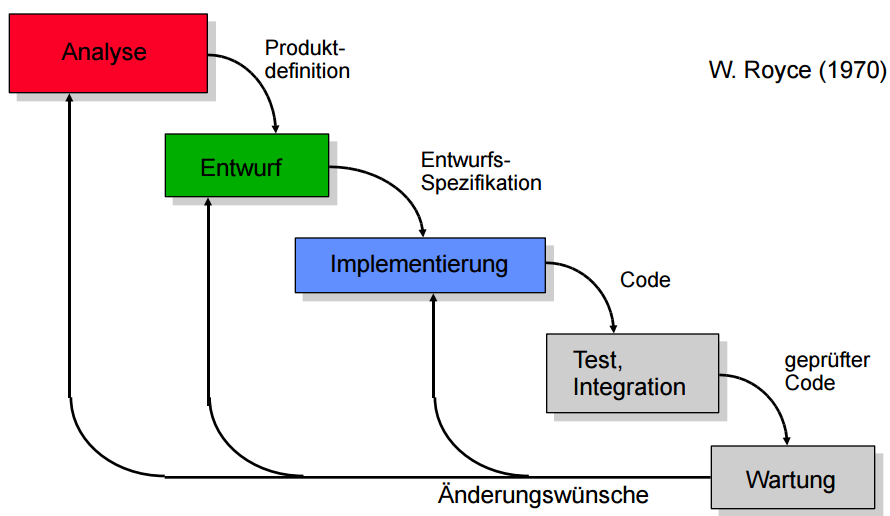 Analyse
Produkt-
definition
W. Royce (1970)
Entwurf
Entwurfs-
Spezifikation
Implementierung
Code
Test,
Integration
geprüfter
Code
Wartung
Änderungswünsche